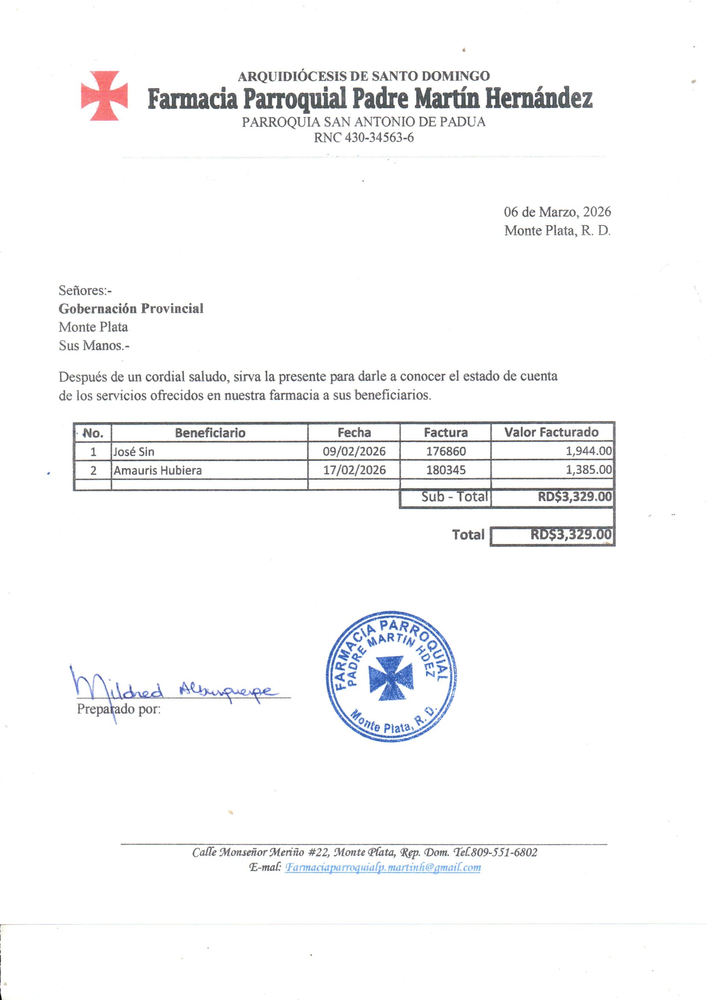 ARQUIDIÓCESIS DE SANTO DOMINGO
Farmacia Parroquial Padre Martín Hernández
PARROQUIA SAN ANTONIO DE PADUA
RNC 430-34563-6
06 de Marzo, 2026
Monte Plata, R. D.
Señores:-
Gobernación Provincial
Monte Plata
Sus Manos.-
Después de un cordial saludo, sirva la presente para darle a conocer el estado de cuenta
de los servicios ofrecidos en nuestra farmacia a sus beneficiarios.
No. Beneficiario Fecha Factura Valor Facturado
1 José Sin 09/02/2026 176860 1,944.00
2 Amauris Hubiera 17/02/2026 180345 1,385.00
Sub - Total RD$3,329.00
Total RD$3,329.00
FARMACIA PARROQUIAL
PADRE MARTIN HDEZ
Monte Plata, R. D.
Mildred Alburquerque
Preparado por:
Calle Monseñor Meriño #22, Monte Plata, Rep. Dom. Tel.809-551-6802
E-mal: Farmaciaparroquialp.martinh@gmail.com